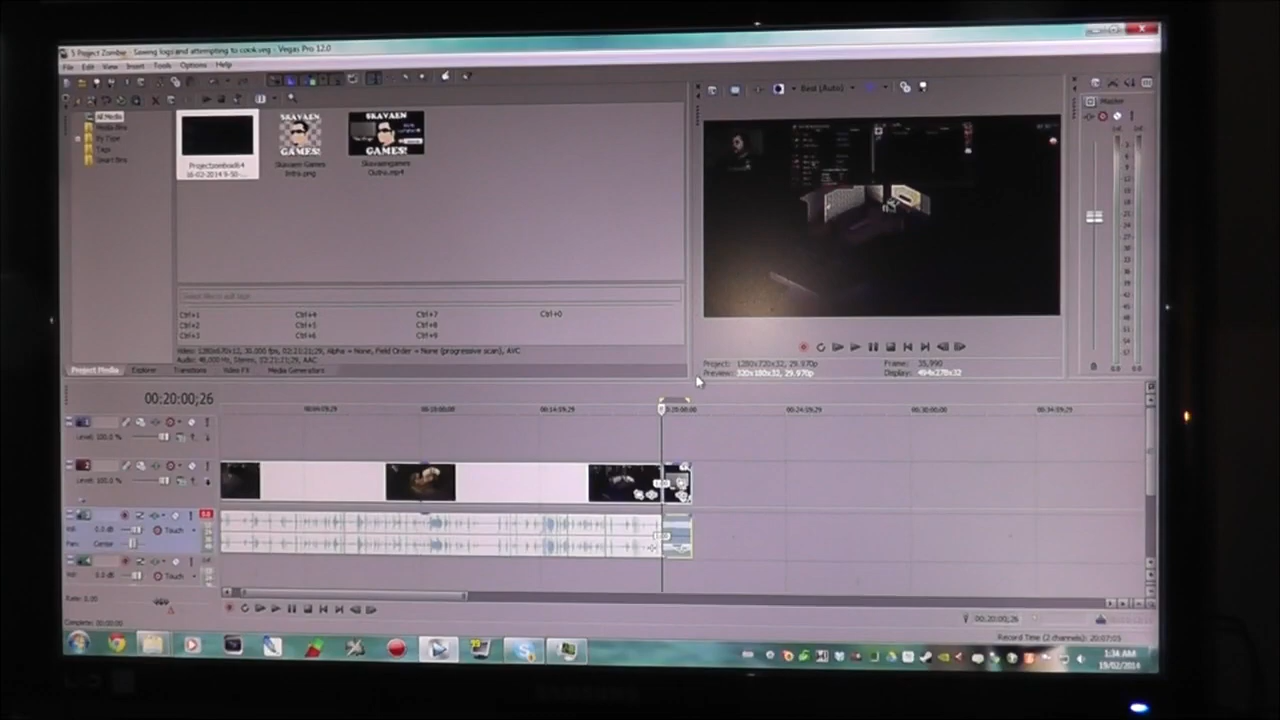 5 Project Zombie - Sawing logs and attempting to cook.veg - Vegas Pro 12.0
File Edit View Insert Tools Options Help
All Media
Media Bins
By Type
Tags
Smart Bins
SKAVAEN
GAMES!
SKAVAEN
GAMES!
Projectzomboid64
16-02-2014 9-50-...
Skavaen Games
Intro.png
Skavaengames
Outro.mp4
Best (Auto)
Master
Ctrl+1 Ctrl+4 Ctrl+7 Ctrl+0
Ctrl+2 Ctrl+5 Ctrl+8
Ctrl+3 Ctrl+6 Ctrl+9
Video: 1280x670x12, 30.000 fps, 02:21:21;29, Alpha = None, Field Order = None (progressive scan), AVC
Audio: 48,000 Hz, Stereo, 02:21:21;29, AAC
Project Media Explorer Transitions Video FX Media Generators
Project: 1280x720x32, 29.970p Frame: 35,990
Preview: 320x180x32, 29.970p Display: 494x278x32
00:20:00;26
00:04:59;29 00:10:00;00 00:14:59;29 00:20:00;00 00:24:59;29 00:30:00;00 00:34:59;29
Level: 100.0 %
Level: 100.0 %
Vol: 0.0 dB Touch
Pan: Center
Vol: 0.0 dB Touch
Rate: 0.00
Complete: 00:00:00
00:20:00;26
Record Time (2 channels): 20:07:05
1:34 AM
19/02/2014